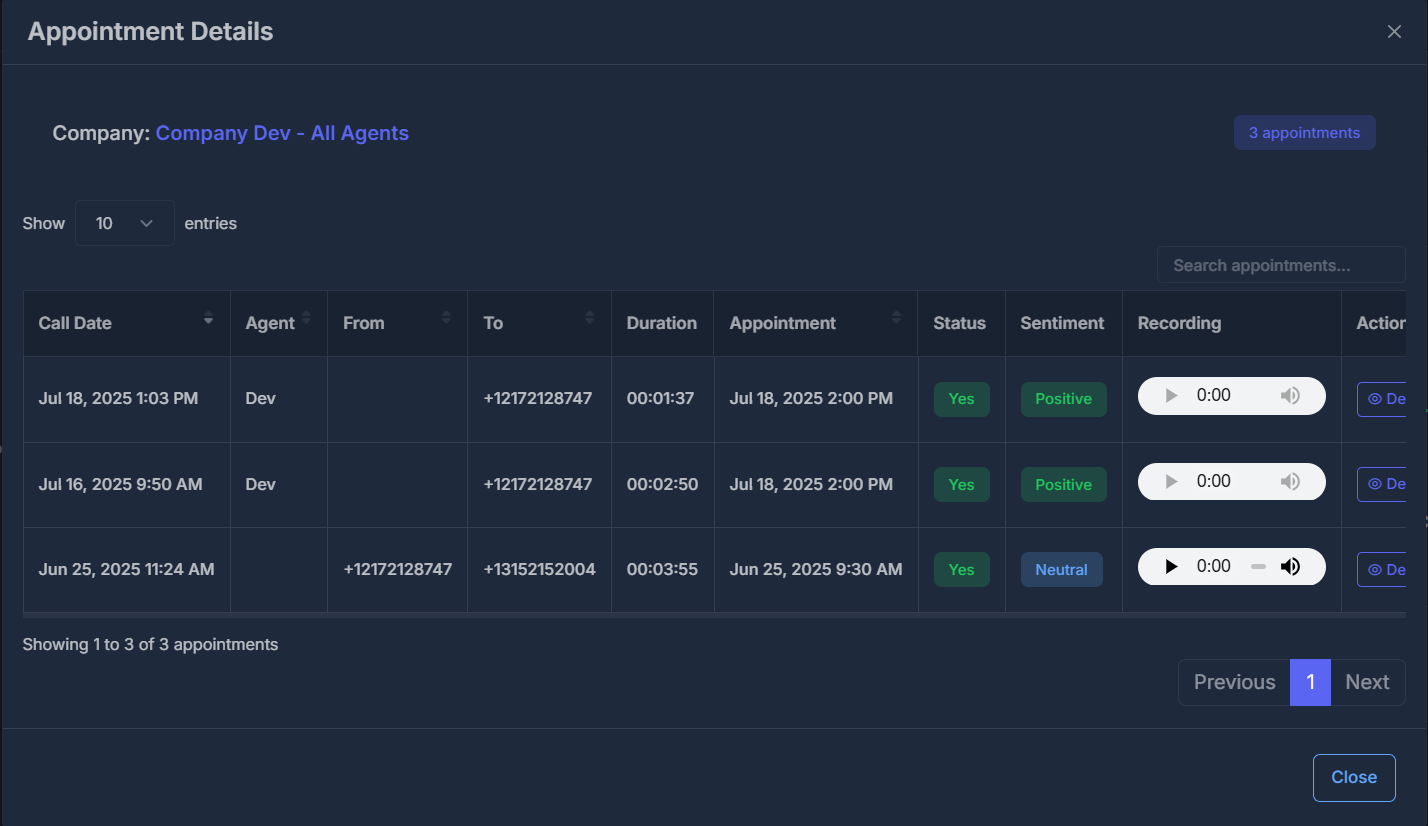 Appointment Details
Company: Company Dev - All Agents
3 appointments
Show 10 entries
Search appointments...
Call Date Agent From To Duration Appointment Status Sentiment Recording Action
Jul 18, 2025 1:03 PM Dev +12172128747 00:01:37 Jul 18, 2025 2:00 PM Yes Positive 0:00 De
Jul 16, 2025 9:50 AM Dev +12172128747 00:02:50 Jul 18, 2025 2:00 PM Yes Positive 0:00 De
Jun 25, 2025 11:24 AM +12172128747 +13152152004 00:03:55 Jun 25, 2025 9:30 AM Yes Neutral 0:00 De
Showing 1 to 3 of 3 appointments
Previous 1 Next
Close